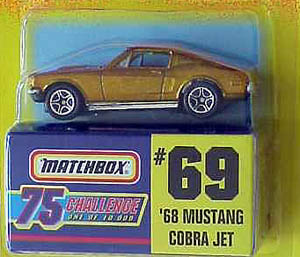 MATCHBOX
#69
75 CHALLENGE
ONE OF 10,000
'68 MUSTANG
COBRA JET